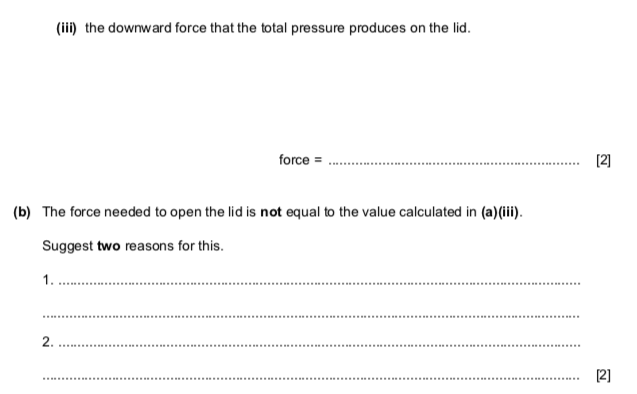 (iii) the downward force that the total pressure produces on the lid.
force = ........................................................... [2]
(b) The force needed to open the lid is not equal to the value calculated in (a)(iii).
Suggest two reasons for this.
1. ...........................................................
...........................................................
2. ...........................................................
........................................................... [2]